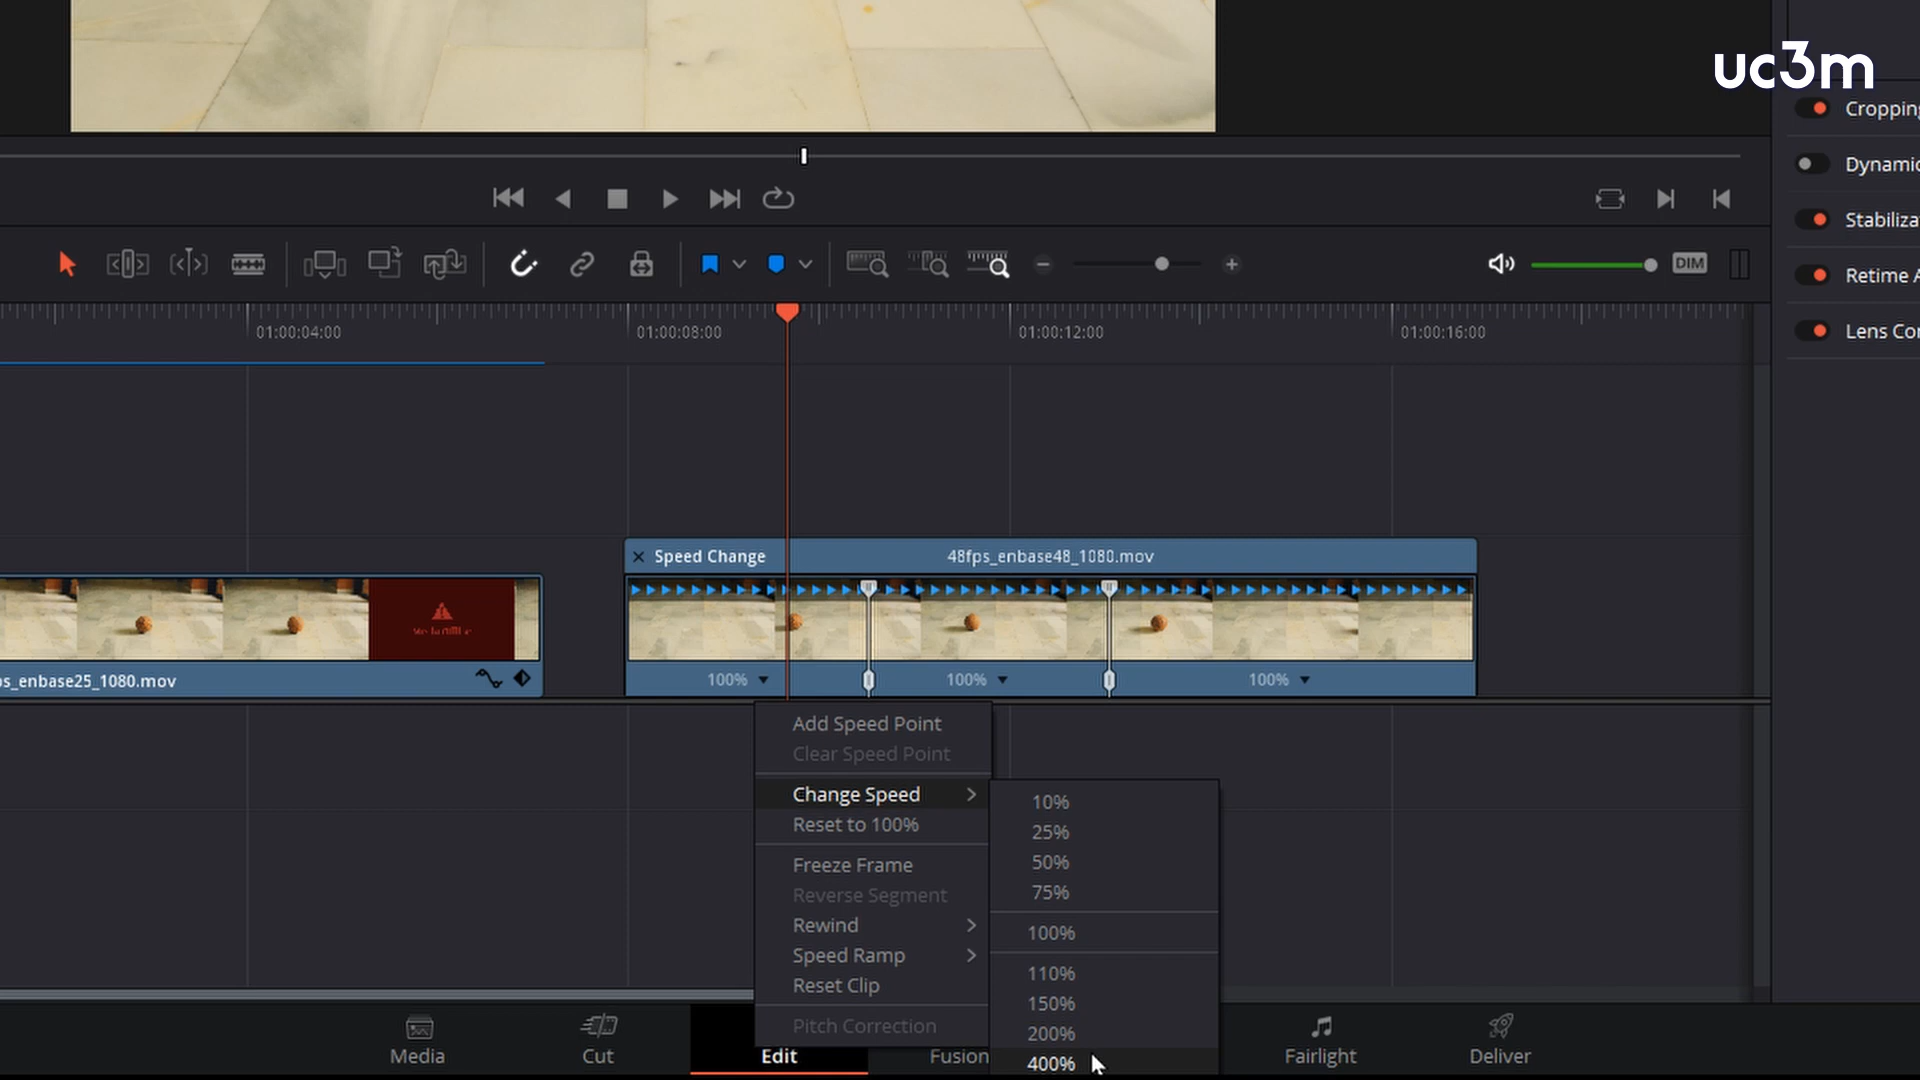 uc3m
Cropping
Dynamic
Stabiliza
Retime A
Lens Cor
DIM
01:00:04:00
01:00:08:00
01:00:12:00
01:00:16:00
Speed Change
48fps_enbase48_1080.mov
ps_enbase25_1080.mov
100%
100%
100%
Add Speed Point
Clear Speed Point
Change Speed
Reset to 100%
Freeze Frame
Reverse Segment
Rewind
Speed Ramp
Reset Clip
Pitch Correction
10%
25%
50%
75%
100%
110%
150%
200%
400%
Media
Cut
Edit
Fusion
Fairlight
Deliver